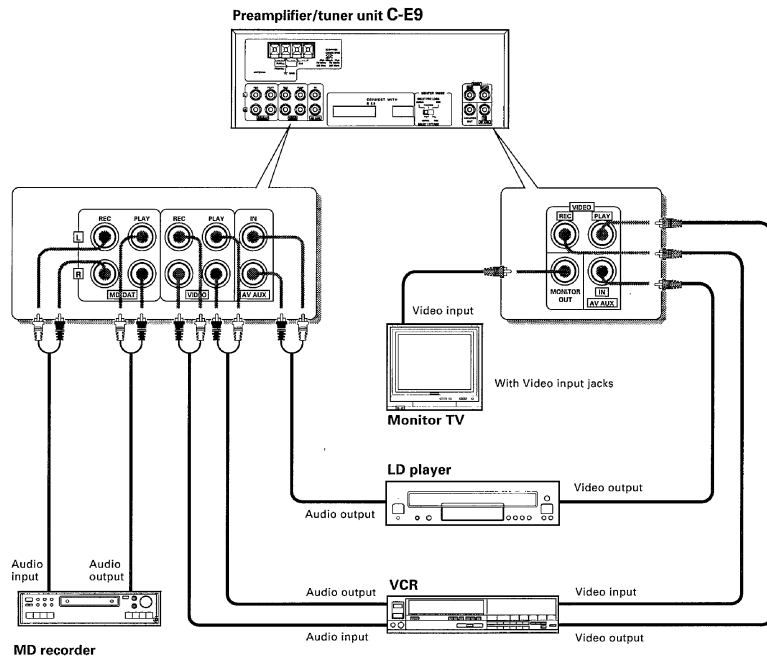 Preamplifier/tuner unit C-E9
CONNECT WITH
REC PLAY REC PLAY IN
L
R
MD/DAT VIDEO AV AUX
VIDEO
REC PLAY
MONITOR OUT
IN
AV AUX
Video input
With Video input jacks
Monitor TV
LD player
Audio output
Video output
Audio input
Audio output
MD recorder
VCR
Audio output
Video input
Audio input
Video output